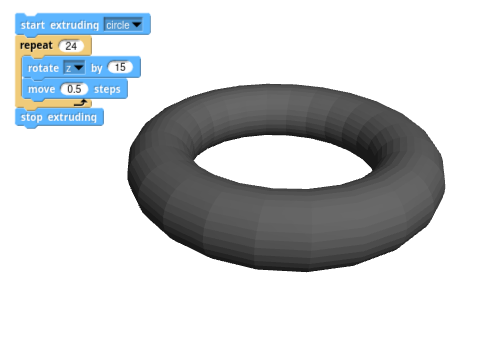 start extruding circle
repeat 24
rotate z by 15
move 0.5 steps
stop extruding